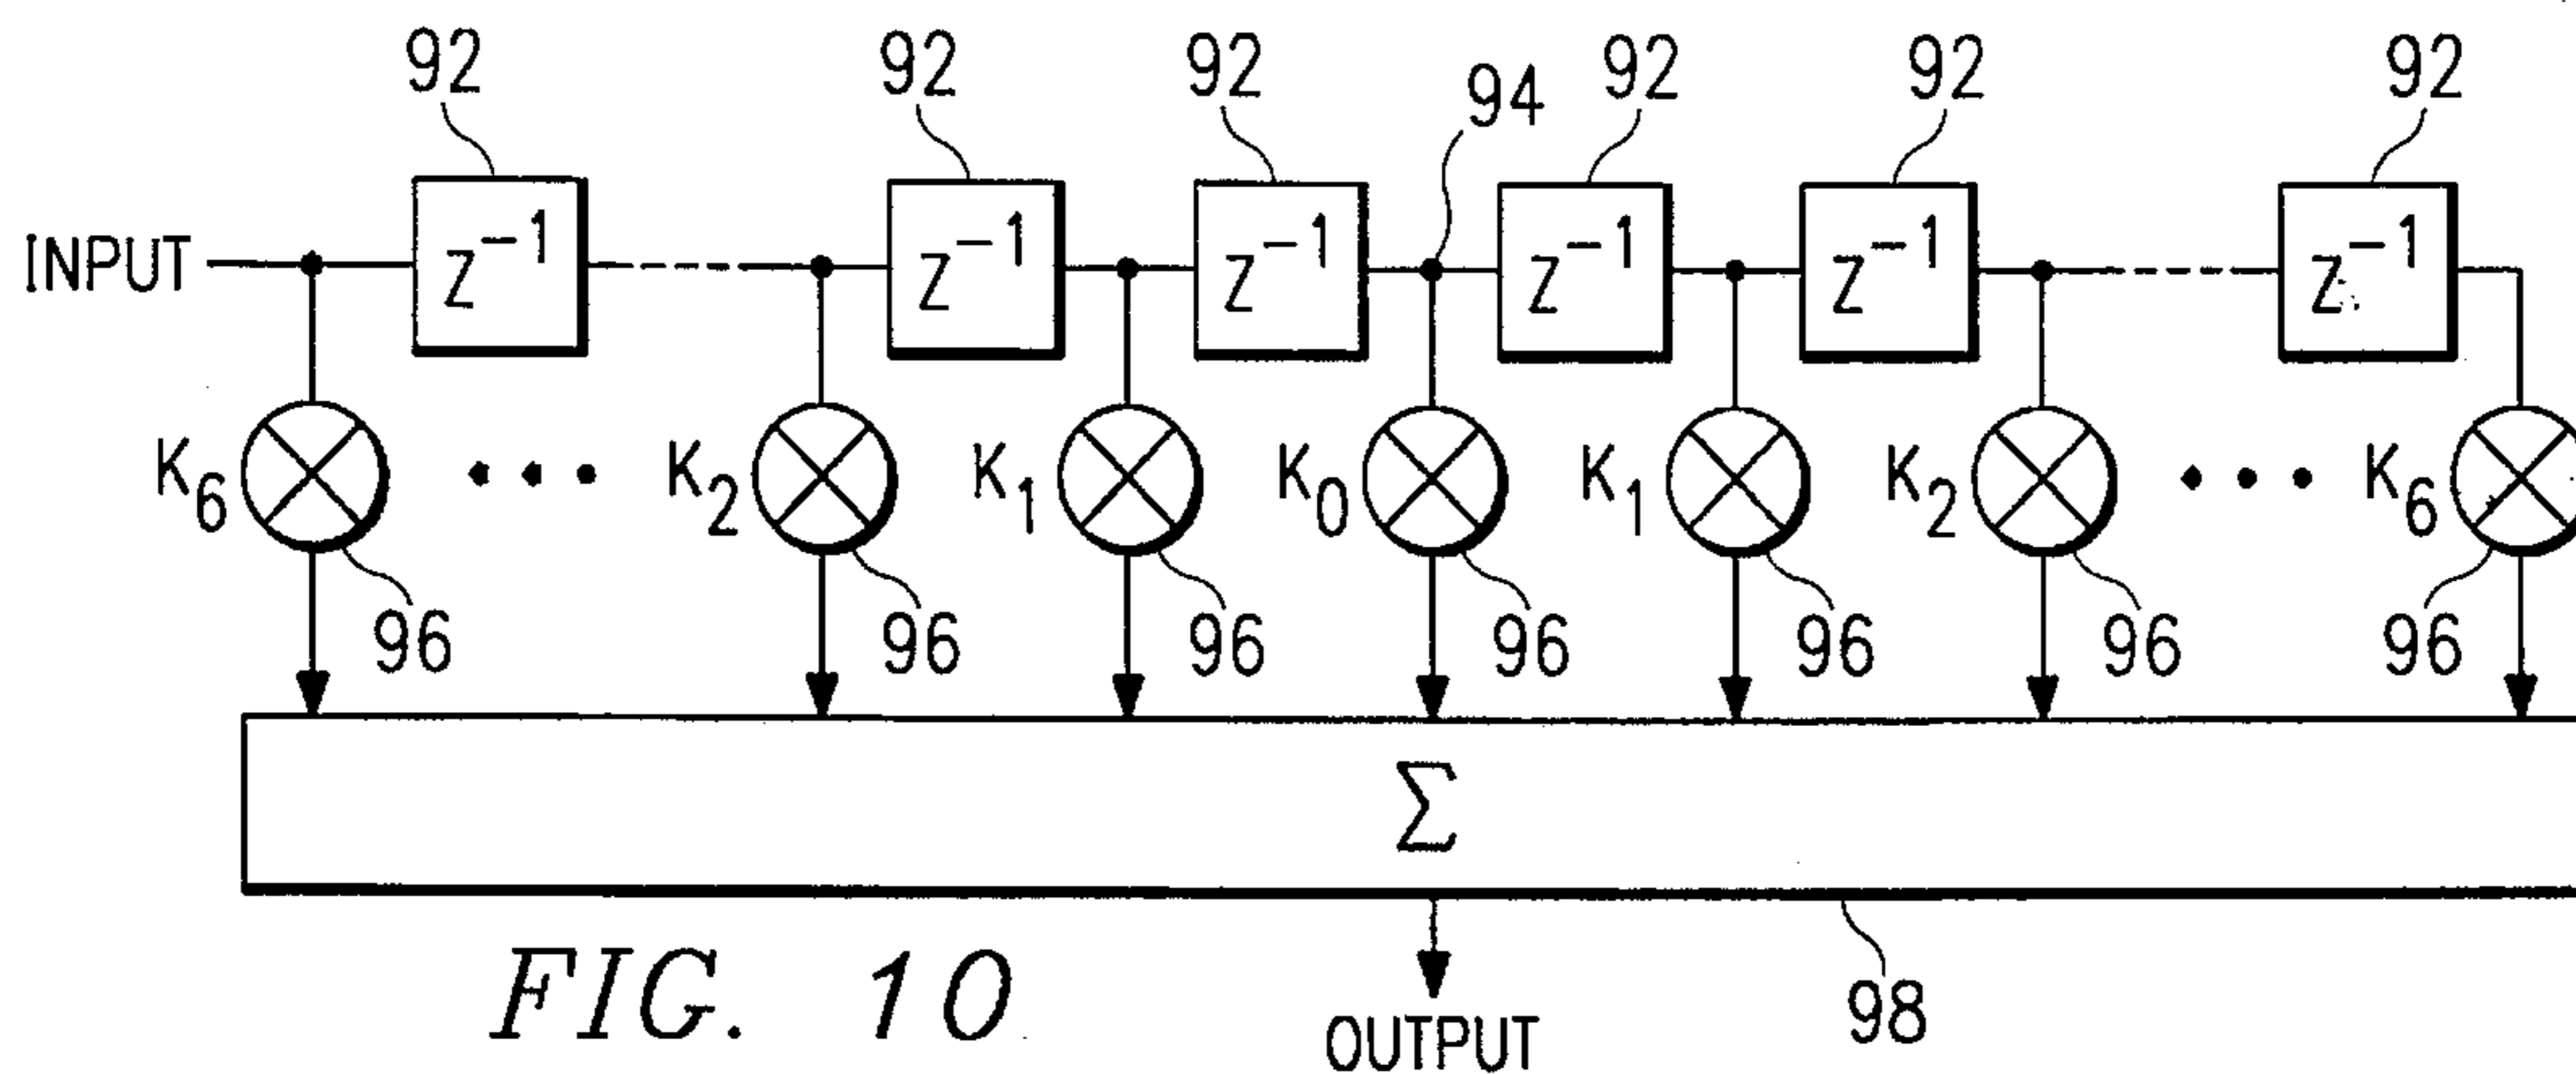 92 92 92 94 92 92 92
INPUT Z⁻¹ Z⁻¹ Z⁻¹ Z⁻¹ Z⁻¹ Z⁻¹
K₆ • • • K₂ K₁ K₀ K₁ K₂ • • • K₆
96 96 96 96 96 96 96
Σ
FIG. 10 OUTPUT 98